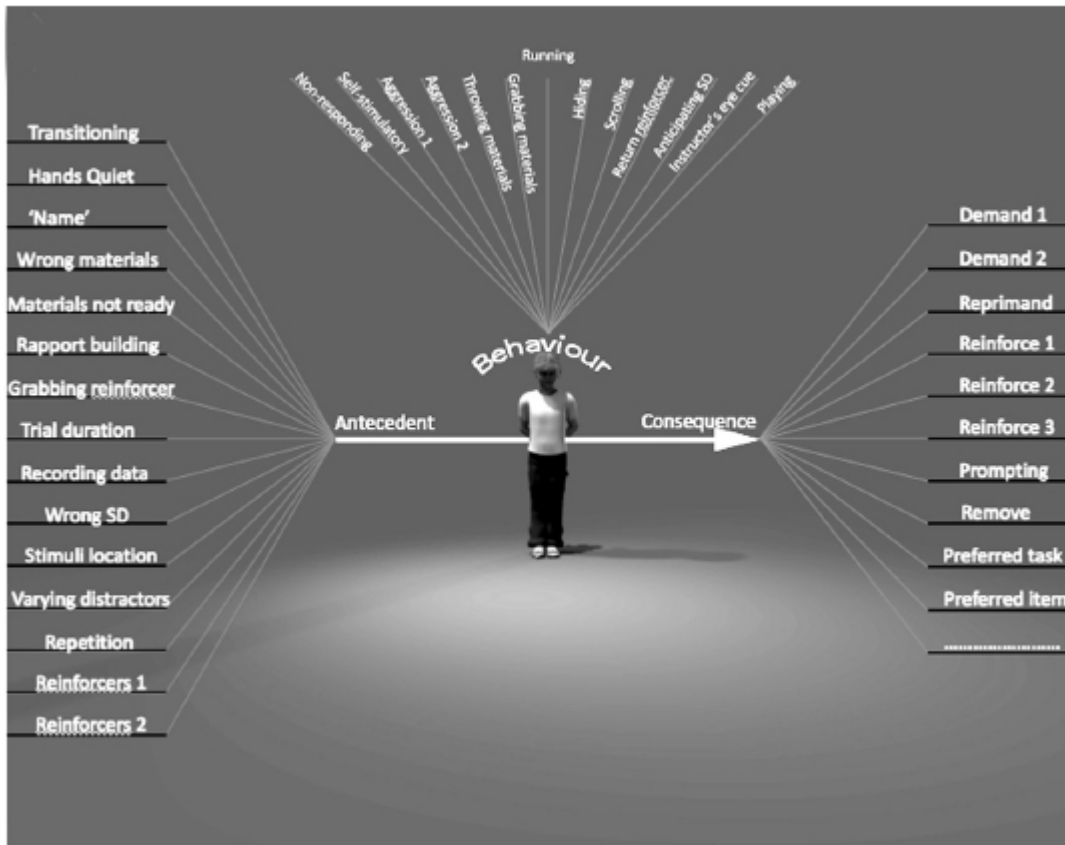 Running
Non-responding
Self-stimulatory
Aggression 1
Aggression 2
Throwing materials
Grabbing materials
Hiding
Scrolling
Return reinforcer
Anticipating SD
Instructor's eye cue
Playing
Transitioning
Hands Quiet
'Name'
Wrong materials
Materials not ready
Rapport building
Grabbing reinforcer
Trial duration
Recording data
Wrong SD
Stimuli location
Varying distractors
Repetition
Reinforcers 1
Reinforcers 2
Behaviour
Antecedent
Consequence
Demand 1
Demand 2
Reprimand
Reinforce 1
Reinforce 2
Reinforce 3
Prompting
Remove
Preferred task
Preferred item
........................